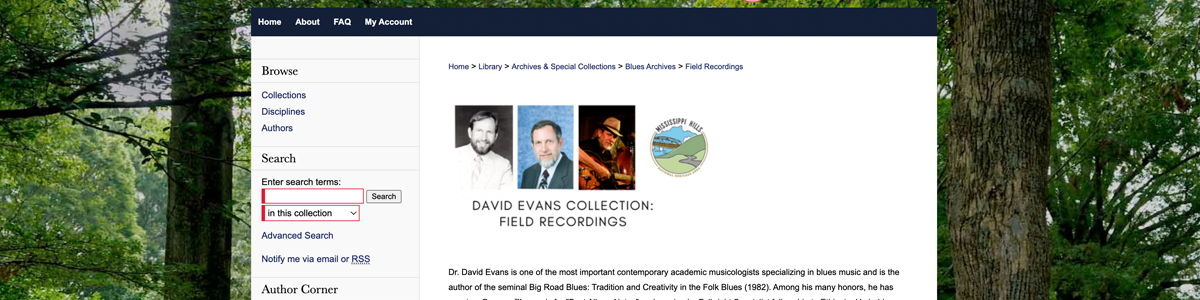 Home About FAQ My Account
Browse
Collections
Disciplines
Authors
Search
Enter search terms:
Search
in this collection
Advanced Search
Notify me via email or RSS
Author Corner
Home > Library > Archives & Special Collections > Blues Archives > Field Recordings
MISSISSIPPI HILLS
DAVID EVANS COLLECTION:
FIELD RECORDINGS
Dr. David Evans is one of the most important contemporary academic musicologists specializing in blues music and is the
author of the seminal Big Road Blues: Tradition and Creativity in the Folk Blues (1982). Among his many honors, he has